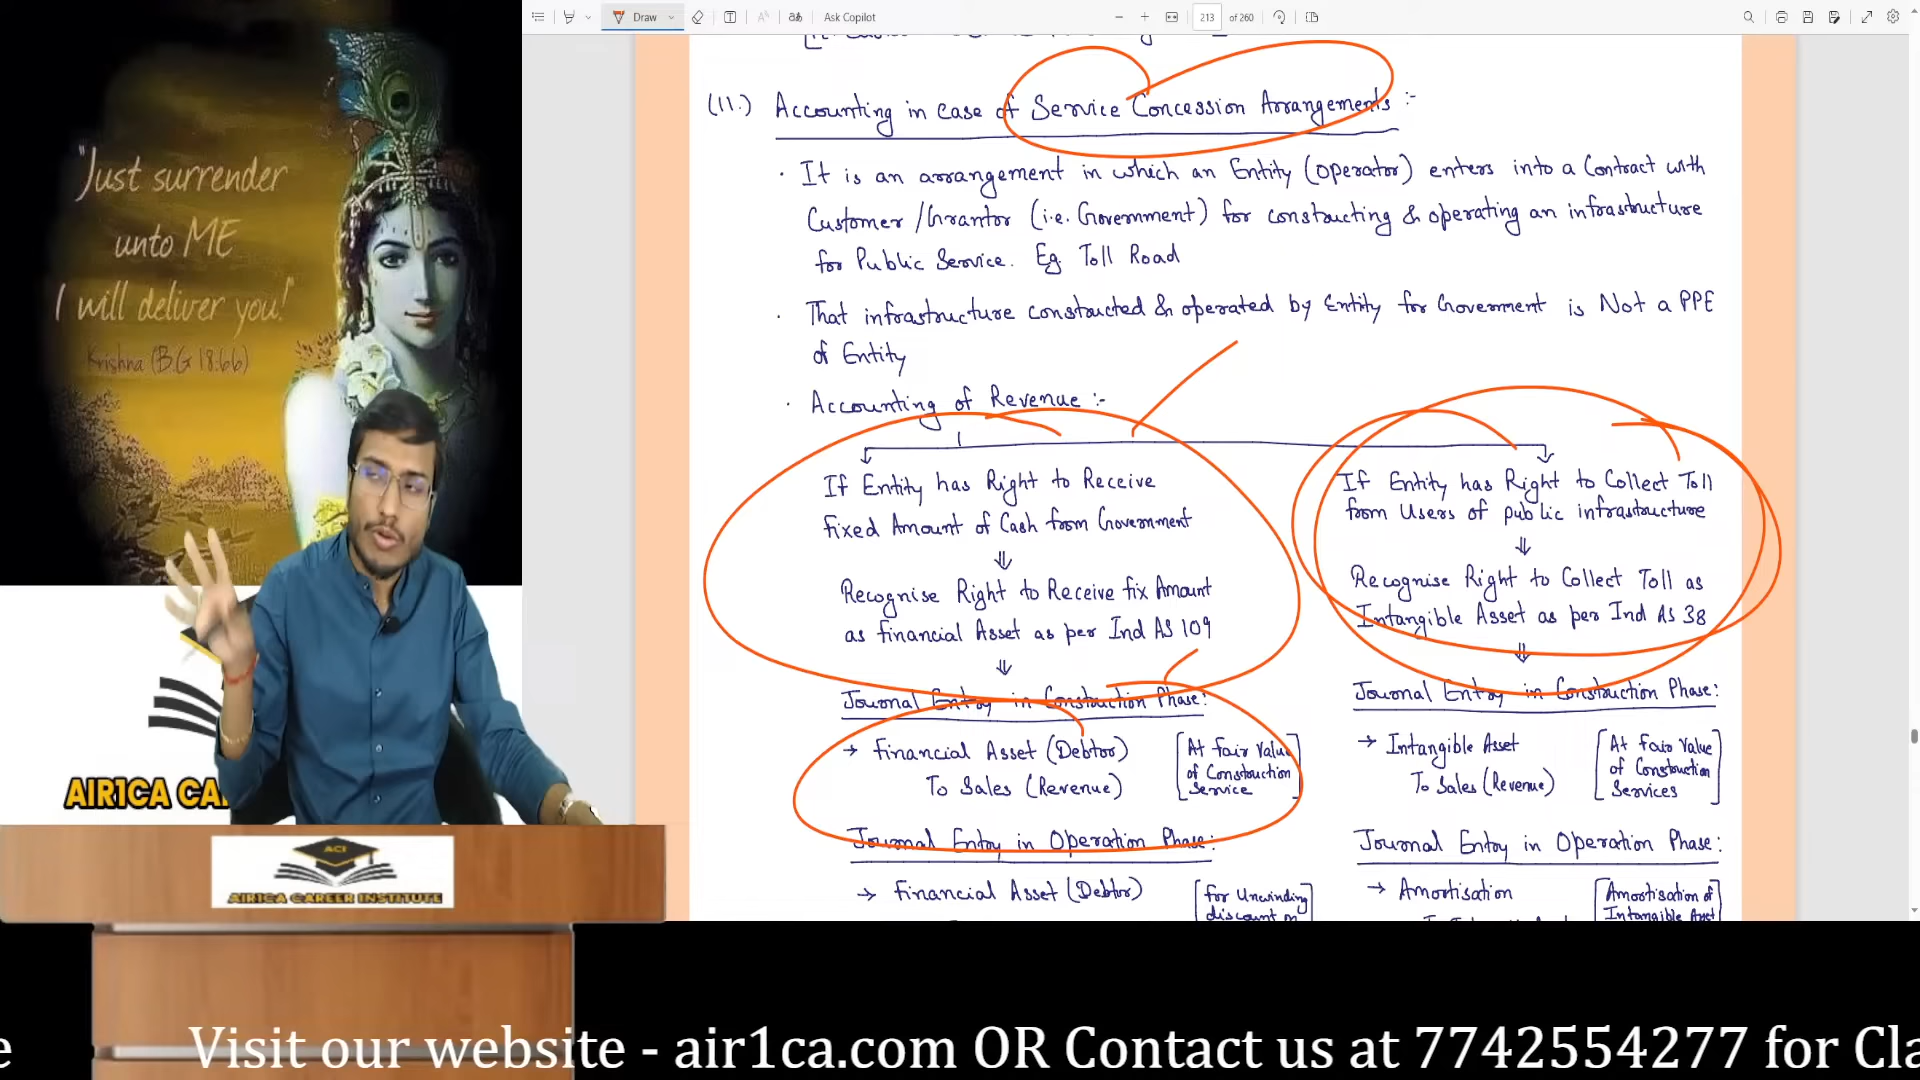 Draw
Ask Copilot
213 of 260
"Just surrender
unto ME
I will deliver you!"
Krishna (B.G 18:66)
(11.) Accounting in case of Service Concession Arrangements :-
· It is an arrangement in which an Entity (operator) enters into a Contract with
Customer/Grantor (i.e. Government) for constructing & operating an infrastructure
for Public Service. Eg. Toll Road
· That infrastructure constructed & operated by Entity for Government is Not a PPE
of Entity
· Accounting of Revenue :-
If Entity has Right to Receive
fixed Amount of Cash from Government
⇓
Recognise Right to Receive fix Amount
as financial Asset as per Ind AS 109
⇓
Journal Entry in Construction Phase:
→ Financial Asset (Debtor)
To Sales (Revenue)
[At fair Value
of Construction
Service]
Journal Entry in Operation Phase:
→ Financial Asset (Debtor)
[for Unwinding
discount on
If Entity has Right to Collect Toll
from Users of public infrastructure
⇓
Recognise Right to Collect Toll as
Intangible Asset as per Ind AS 38
⇓
Journal Entry in Construction Phase:
→ Intangible Asset
To Sales (Revenue)
[At Fair Value
of Construction
Services]
Journal Entry in Operation Phase:
→ Amortisation
[Amortisation of
Intangible Asset
AIR1CA CA
ACI
AIR1CA CAREER INSTITUTE
e Visit our website - air1ca.com OR Contact us at 7742554277 for Cla